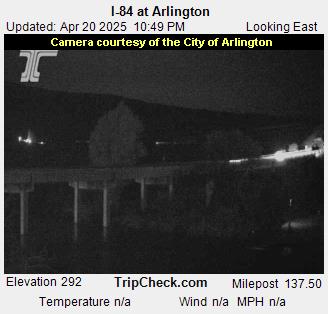 I-84 at Arlington
Updated: Apr 20 2025 10:49 PM Looking East
Camera courtesy of the City of Arlington
Elevation 292 TripCheck.com Milepost 137.50
Temperature n/a Wind n/a MPH n/a